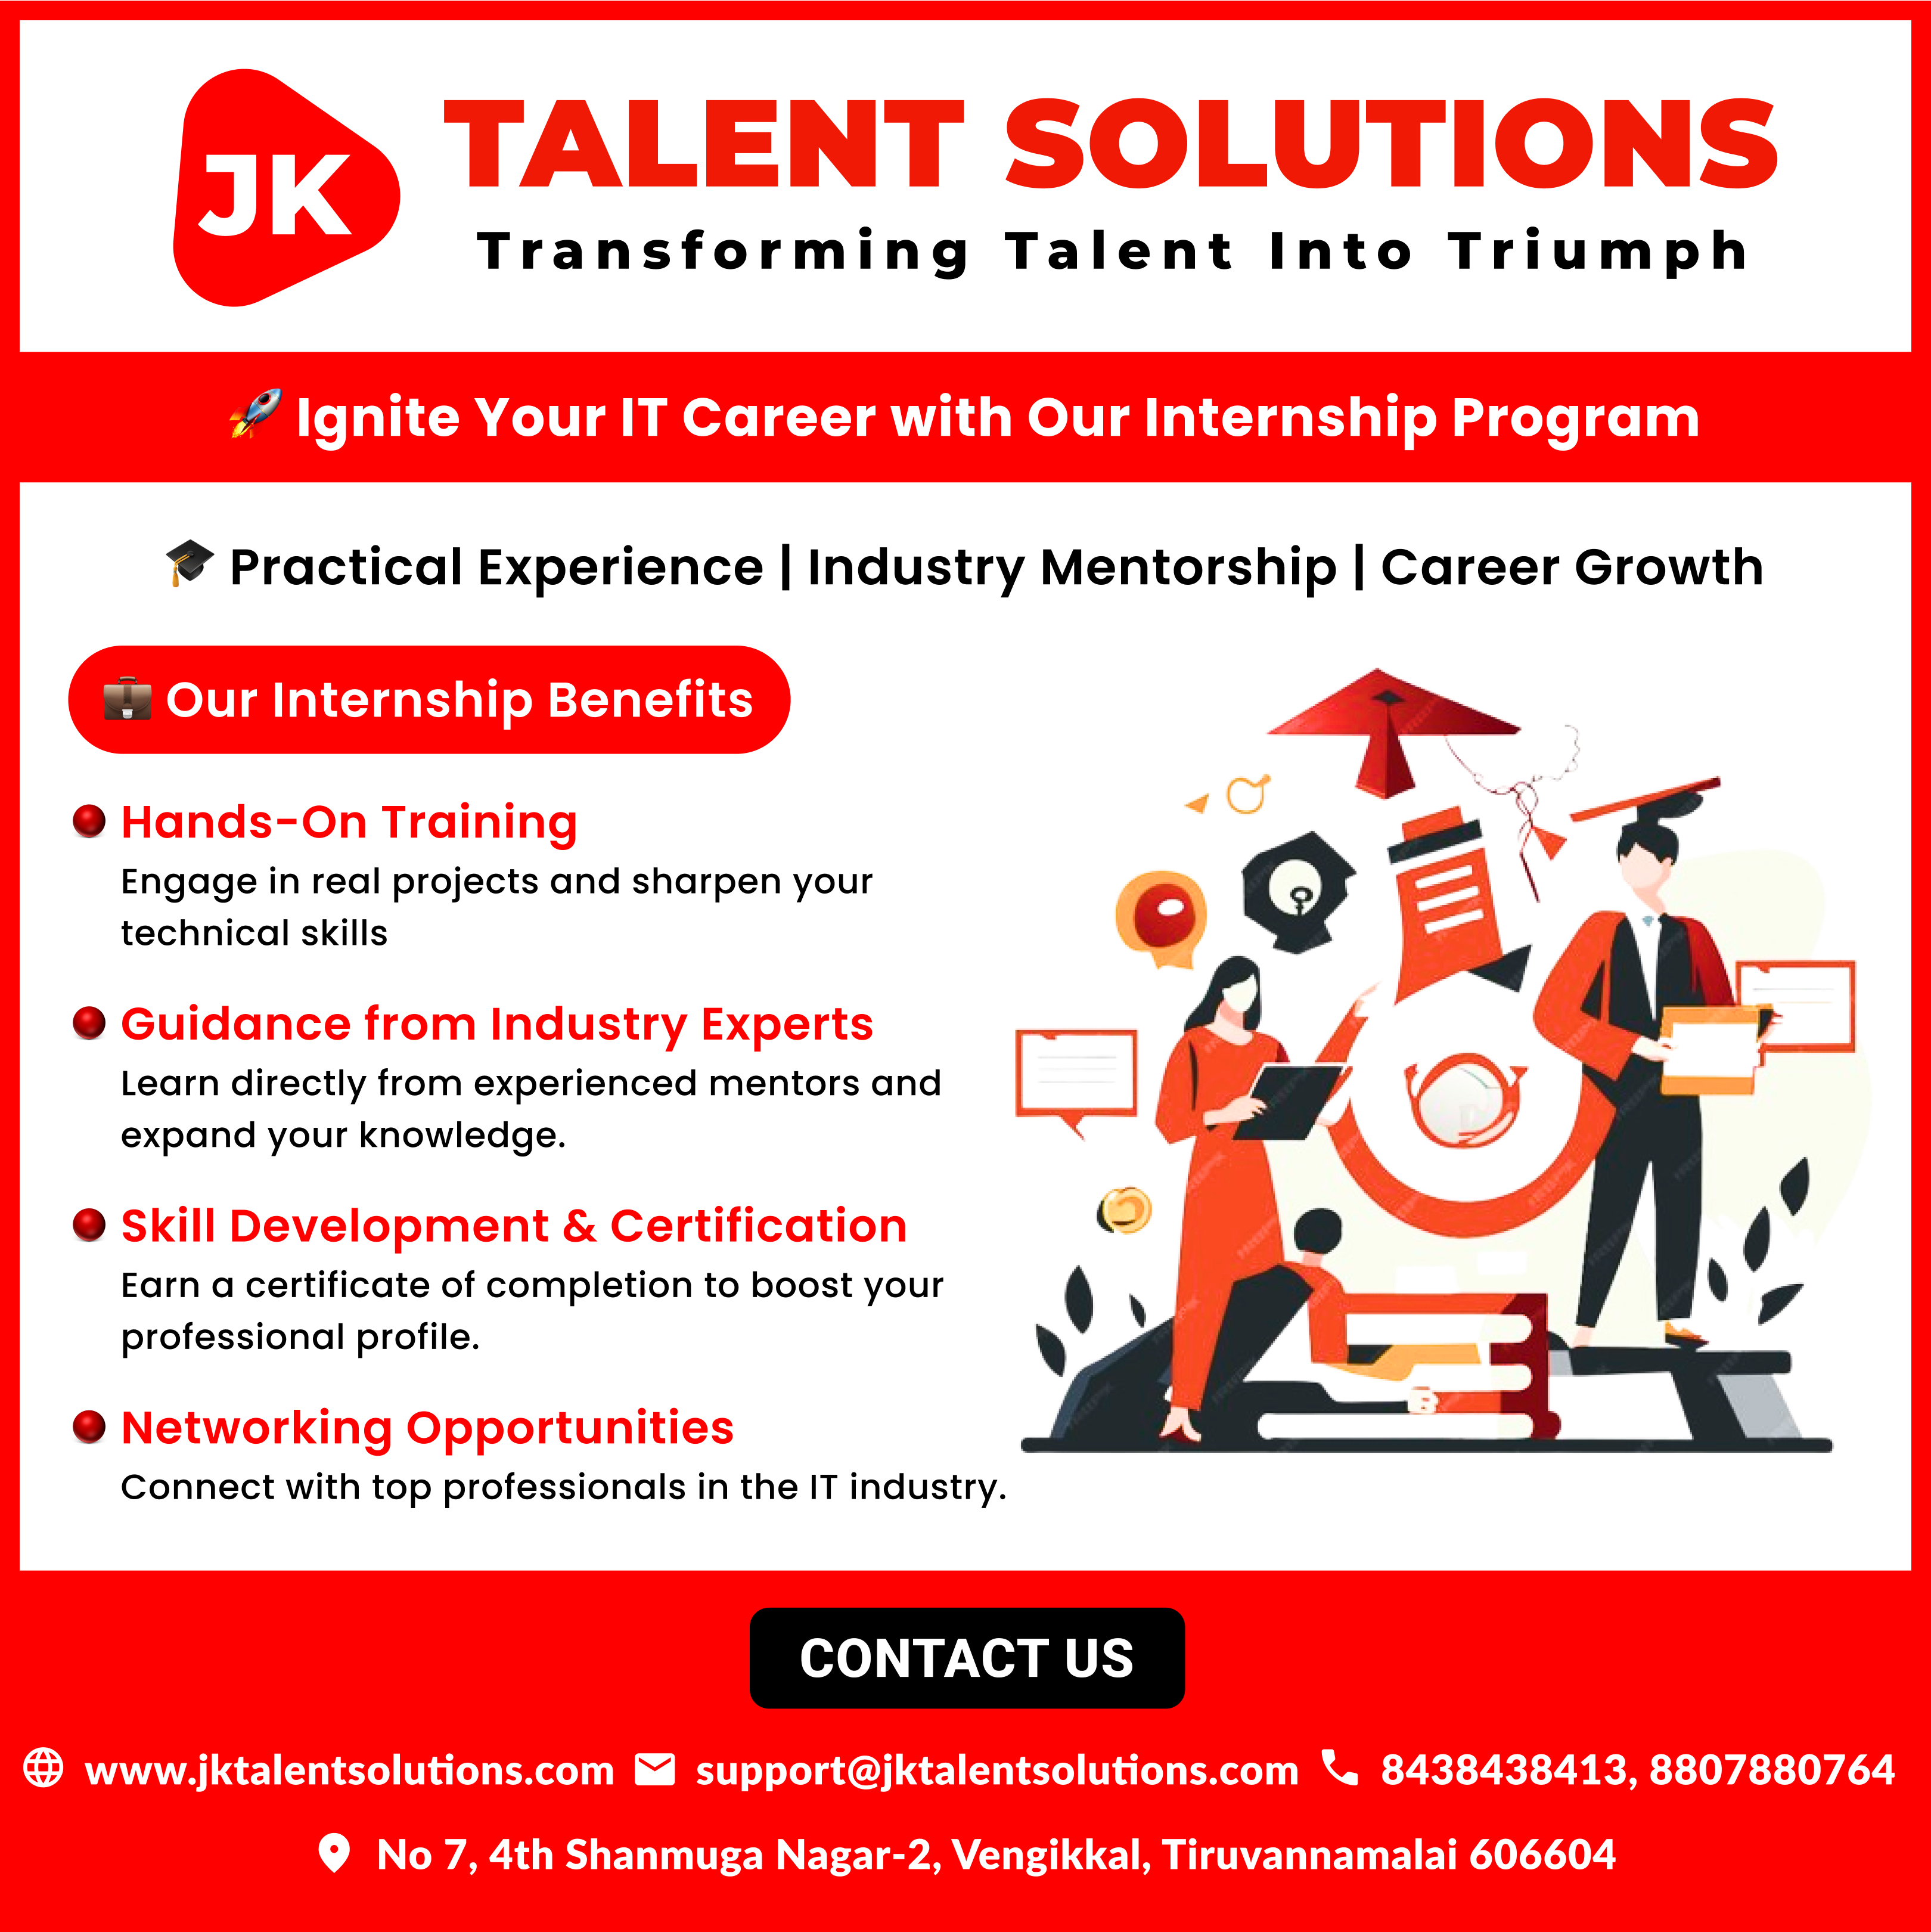 JK
TALENT SOLUTIONS
Transforming Talent Into Triumph
🚀 Ignite Your IT Career with Our Internship Program
🎓 Practical Experience | Industry Mentorship | Career Growth
💼 Our Internship Benefits
Hands-On Training
Engage in real projects and sharpen your
technical skills
Guidance from Industry Experts
Learn directly from experienced mentors and
expand your knowledge.
Skill Development & Certification
Earn a certificate of completion to boost your
professional profile.
Networking Opportunities
Connect with top professionals in the IT industry.
CONTACT US
www.jktalentsolutions.com support@jktalentsolutions.com 8438438413, 8807880764
No 7, 4th Shanmuga Nagar-2, Vengikkal, Tiruvannamalai 606604